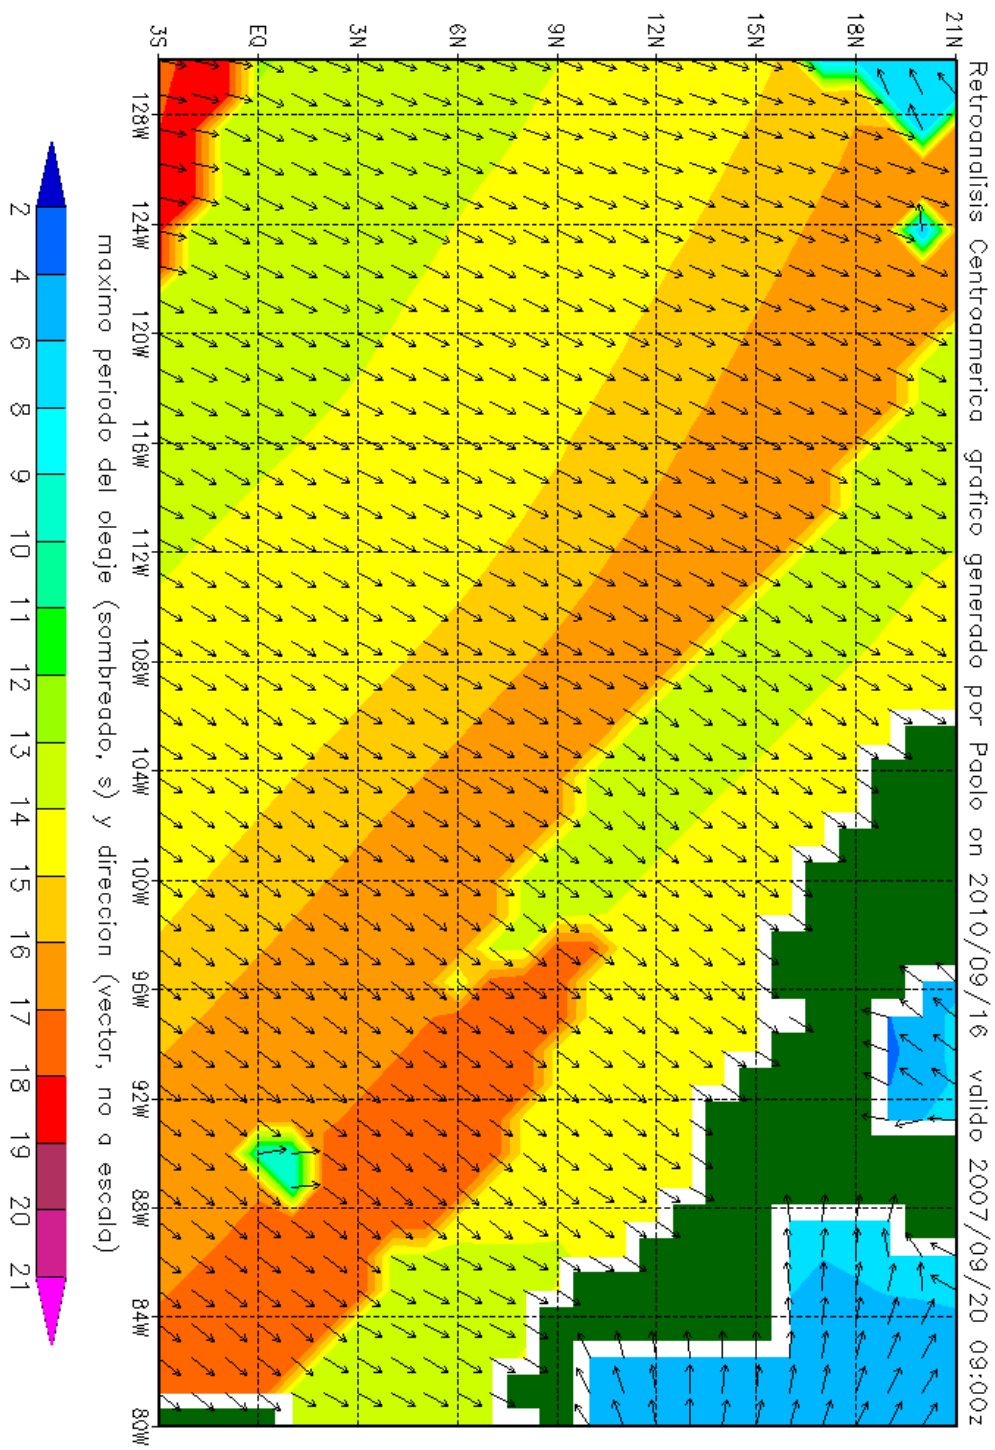 Retroanalisis Centroamerica grafico generado por Paolo on 2010/09/16 valido 2007/09/20 09:00z
21N
18N
15N
12N
9N
6N
3N
EQ
3S
128W 124W 120W 116W 112W 108W 104W 100W 96W 92W 88W 84W 80W
maximo período del oleaje (sombreado, s) y direccion (vector, no a escala)
2 4 6 8 9 10 11 12 13 14 15 16 17 18 19 20 21